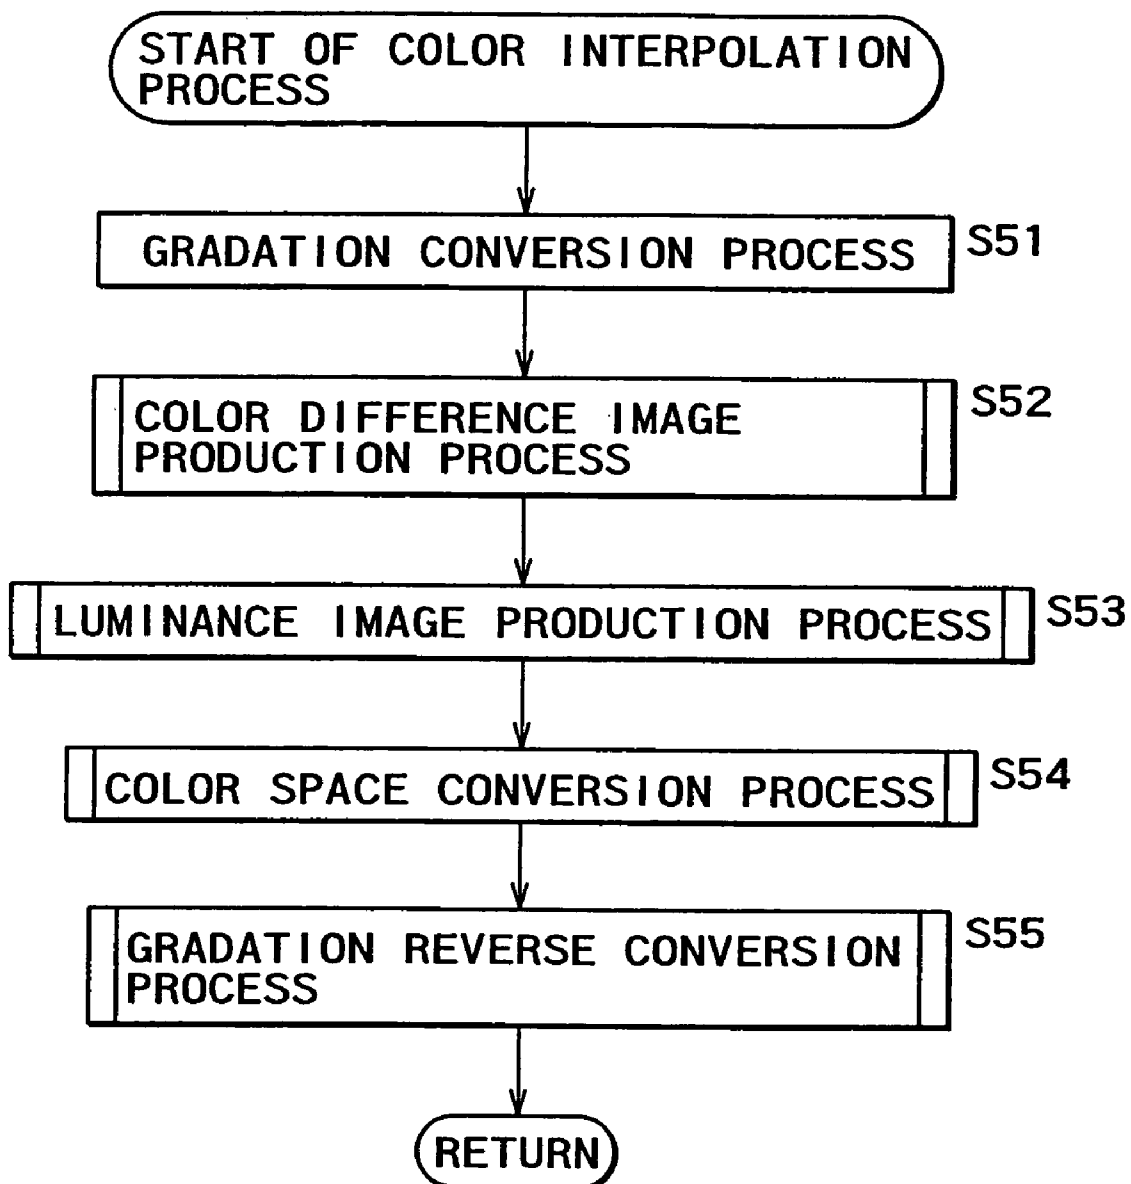 START OF COLOR INTERPOLATION
PROCESS
GRADATION CONVERSION PROCESS
S51
COLOR DIFFERENCE IMAGE
PRODUCTION PROCESS
S52
LUMINANCE IMAGE PRODUCTION PROCESS
S53
COLOR SPACE CONVERSION PROCESS
S54
GRADATION REVERSE CONVERSION
PROCESS
S55
RETURN